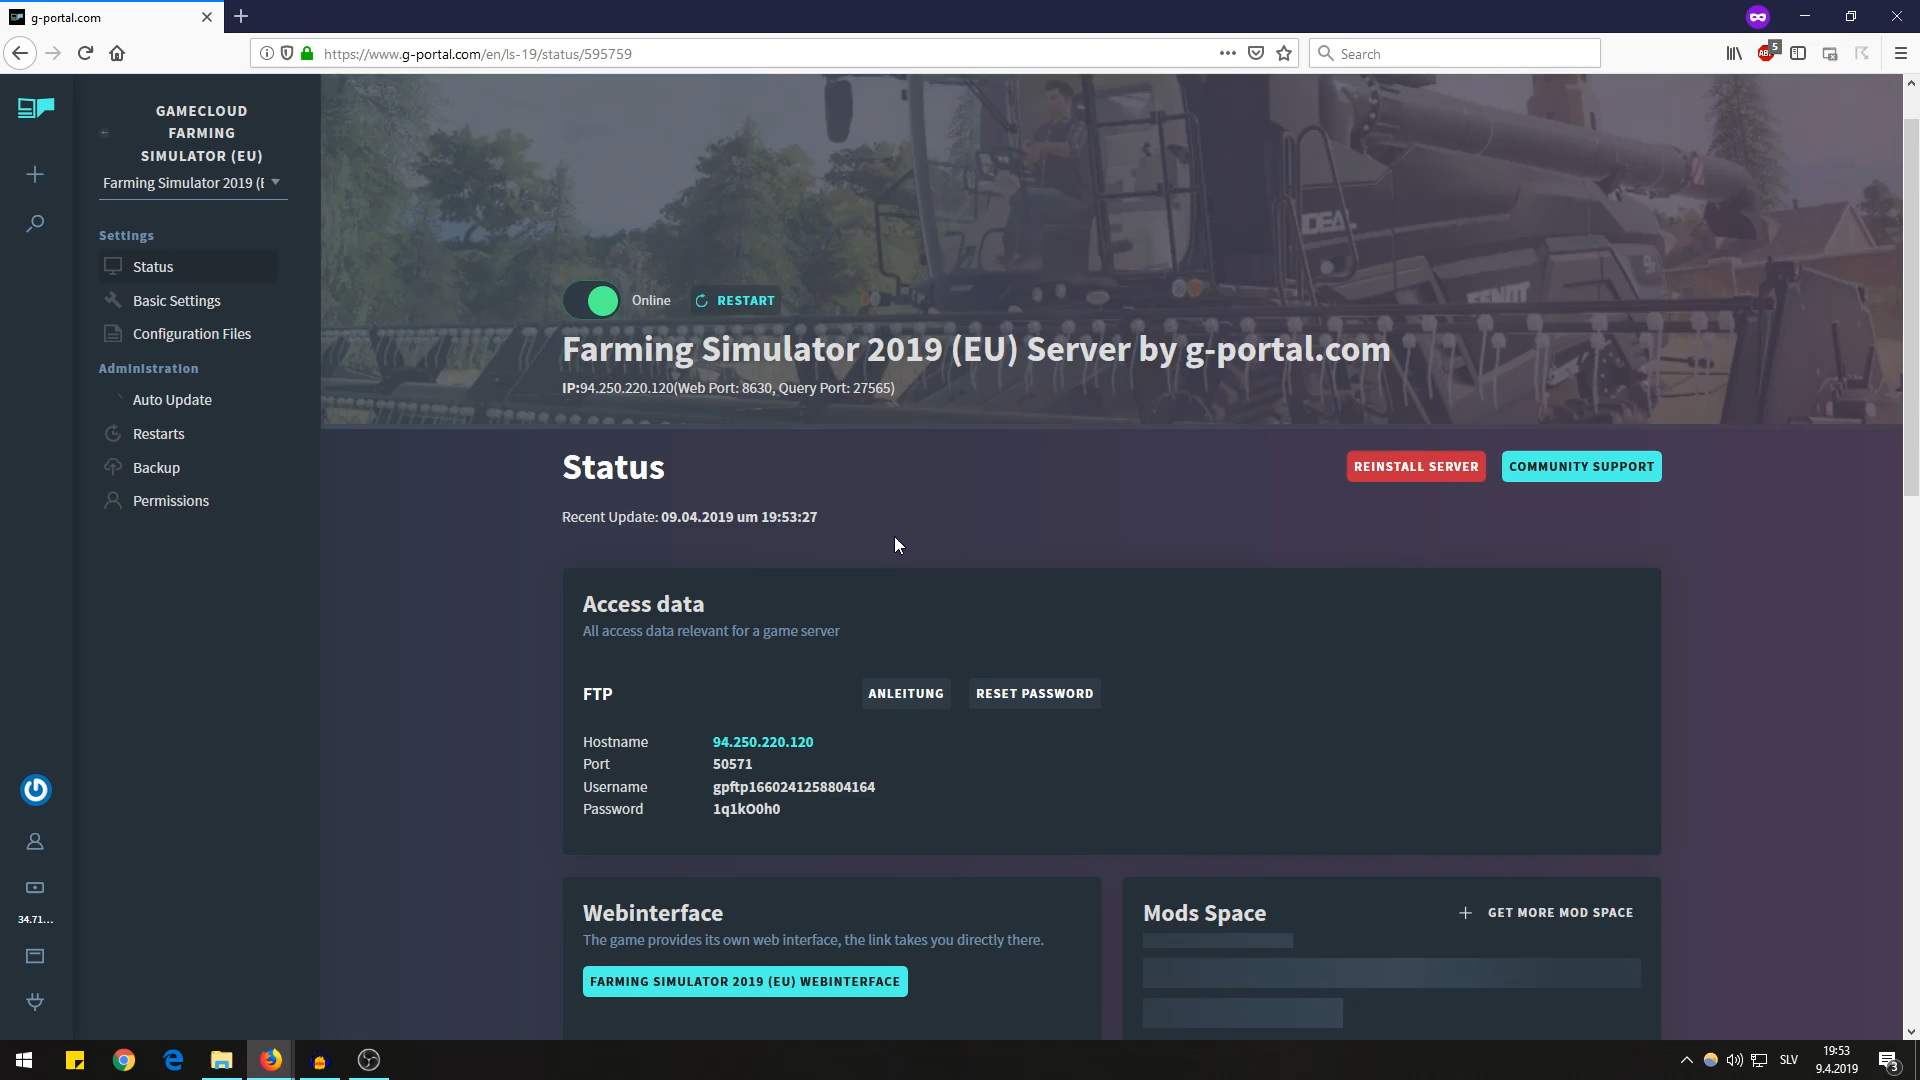 g-portal.com
https://www.g-portal.com/en/ls-19/status/595759
Search
ABP
5
GAMECLOUD
FARMING
SIMULATOR (EU)
Farming Simulator 2019 (E
Settings
Status
Basic Settings
Configuration Files
Administration
Auto Update
Restarts
Backup
Permissions
34.71...
IDEAL
FENDT
Online
RESTART
Farming Simulator 2019 (EU) Server by g-portal.com
IP:94.250.220.120(Web Port: 8630, Query Port: 27565)
Status
REINSTALL SERVER
COMMUNITY SUPPORT
Recent Update: 09.04.2019 um 19:53:27
Access data
All access data relevant for a game server
FTP
ANLEITUNG
RESET PASSWORD
Hostname 94.250.220.120
Port 50571
Username gpftp1660241258804164
Password 1q1kO0h0
Webinterface
The game provides its own web interface, the link takes you directly there.
FARMING SIMULATOR 2019 (EU) WEBINTERFACE
Mods Space
GET MORE MOD SPACE
SLV
19:53
9.4.2019
3